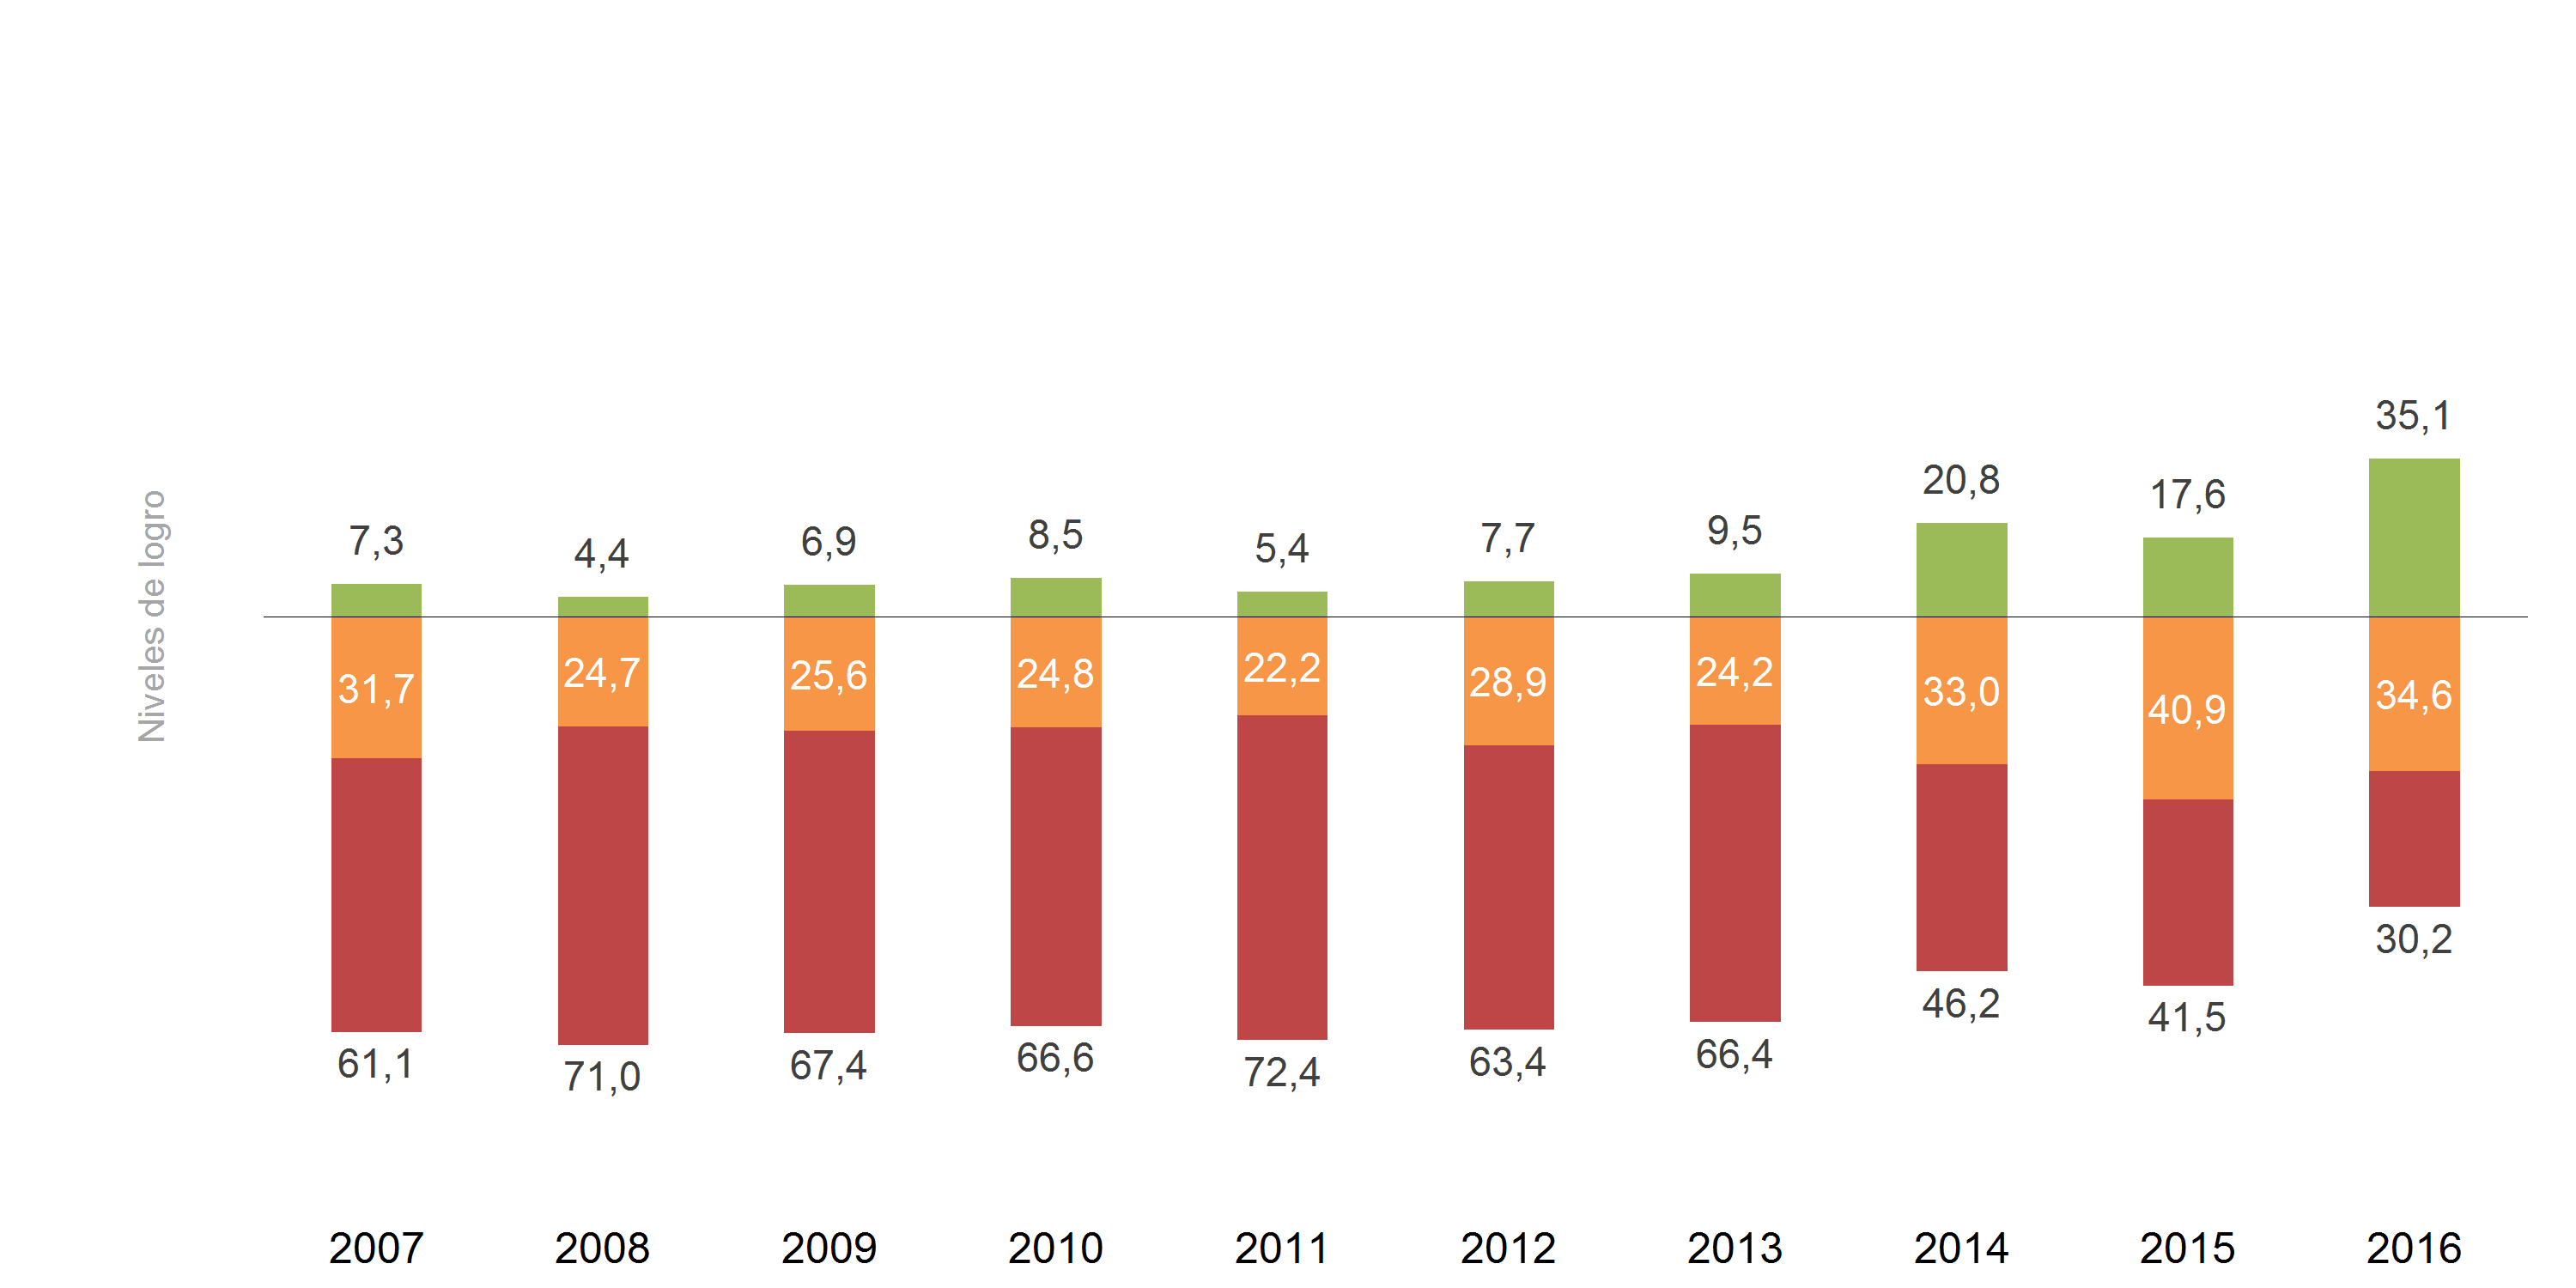 Niveles de logro
7,3 4,4 6,9 8,5 5,4 7,7 9,5 20,8 17,6 35,1
31,7 24,7 25,6 24,8 22,2 28,9 24,2 33,0 40,9 34,6
61,1 71,0 67,4 66,6 72,4 63,4 66,4 46,2 41,5 30,2
2007 2008 2009 2010 2011 2012 2013 2014 2015 2016